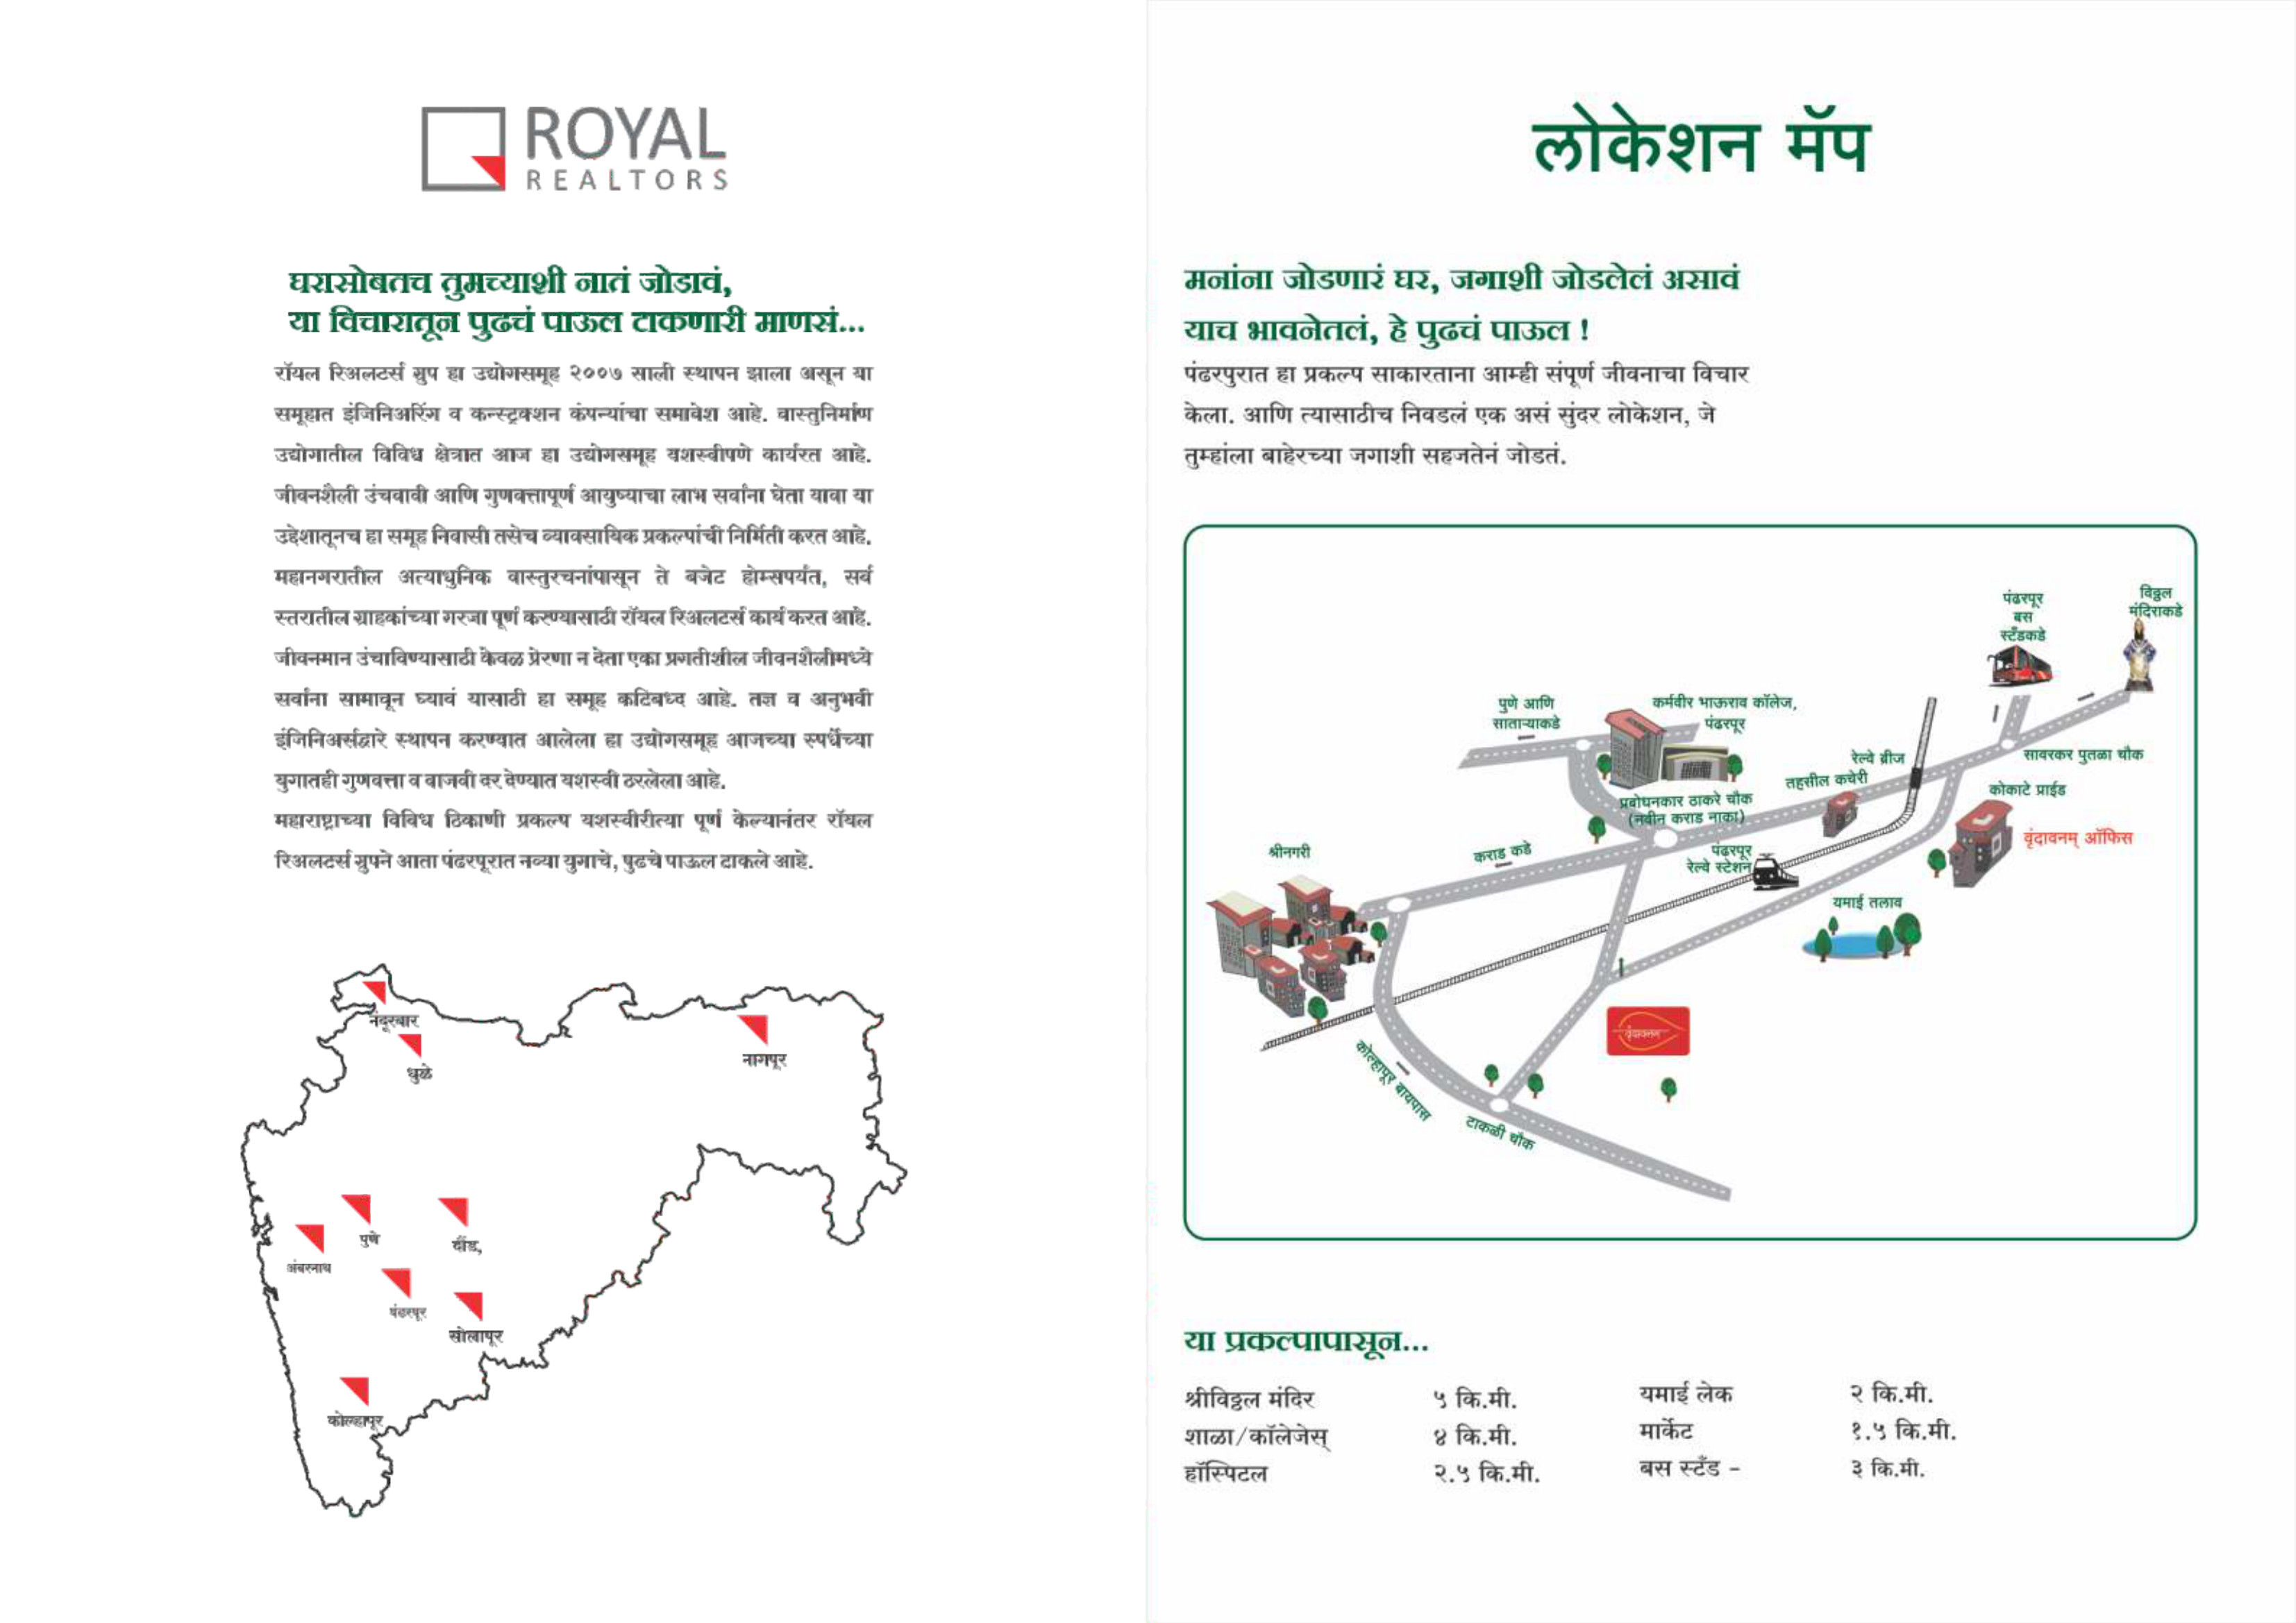 ROYAL
REALTORS
घरासोबतच तुमच्याशी नातं जोडावं,
या विचारातून पुढचं पाऊल टाकणारी माणसं...
रॉयल रिअलटर्स ग्रुप हा उद्योगसमूह २००७ साली स्थापन झाला असून या
समूहात इंजिनिअरिंग व कन्स्ट्रक्शन कंपन्यांचा समावेश आहे. वास्तुनिर्माण
उद्योगातील विविध क्षेत्रात आज हा उद्योगसमूह यशस्वीपणे कार्यरत आहे.
जीवनशैली उंचवावी आणि गुणवत्तापूर्ण आयुष्याचा लाभ सर्वांना घेता यावा या
उद्देशातूनच हा समूह निवासी तसेच व्यावसायिक प्रकल्पांची निर्मिती करत आहे.
महानगरातील अत्याधुनिक वास्तुरचनांपासून ते बजेट होम्सपर्यंत, सर्व
स्तरातील ग्राहकांच्या गरजा पूर्ण करण्यासाठी रॉयल रिअलटर्स कार्य करत आहे.
जीवनमान उंचाविण्यासाठी केवळ प्रेरणा न देता एका प्रगतीशील जीवनशैलीमध्ये
सर्वांना सामावून घ्यावं यासाठी हा समूह कटिबध्द आहे. तज्ञ व अनुभवी
इंजिनिअर्सद्वारे स्थापन करण्यात आलेला हा उद्योगसमूह आजच्या स्पर्धेच्या
युगातही गुणवत्ता व वाजवी दर देण्यात यशस्वी ठरलेला आहे.
महाराष्ट्राच्या विविध ठिकाणी प्रकल्प यशस्वीरीत्या पूर्ण केल्यानंतर रॉयल
रिअलटर्स ग्रुपने आता पंढरपूरात नव्या युगाचे, पुढचे पाऊल टाकले आहे.
नंदूरबार
धुळे
नागपूर
पुणे
दौंड,
अंबरनाथ
पंढरपूर
सोलापूर
कोल्हापूर
लोकेशन मॅप
मनांना जोडणारं घर, जगाशी जोडलेलं असावं
याच भावनेतलं, हे पुढचं पाऊल !
पंढरपुरात हा प्रकल्प साकारताना आम्ही संपूर्ण जीवनाचा विचार
केला. आणि त्यासाठीच निवडलं एक असं सुंदर लोकेशन, जे
तुम्हांला बाहेरच्या जगाशी सहजतेनं जोडतं.
विठ्ठल
मंदिराकडे
पंढरपूर
बस
स्टँडकडे
पुणे आणि
साताऱ्याकडे
कर्मवीर भाऊराव कॉलेज,
पंढरपूर
रेल्वे ब्रीज
सावरकर पुतळा चौक
तहसील कचेरी
कोकाटे प्राईड
प्रबोधनकार ठाकरे चौक
(नवीन कराड नाका)
वृंदावनम् ऑफिस
श्रीनगरी
कराड कडे
पंढरपूर
रेल्वे स्टेशन
यमाई तलाव
वृंदावनम्
कोल्हापूर बायपास
टाकळी चौक
या प्रकल्पापासून...
श्रीविठ्ठल मंदिर ५ कि.मी. यमाई लेक २ कि.मी.
शाळा/कॉलेजेस् ४ कि.मी. मार्केट १.५ कि.मी.
हॉस्पिटल २.५ कि.मी. बस स्टँड - ३ कि.मी.